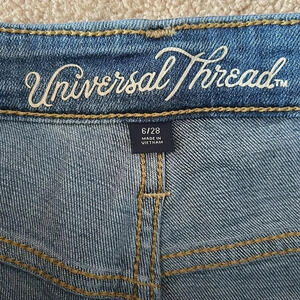 Universal Thread™
6/28
MADE IN
VIETNAM